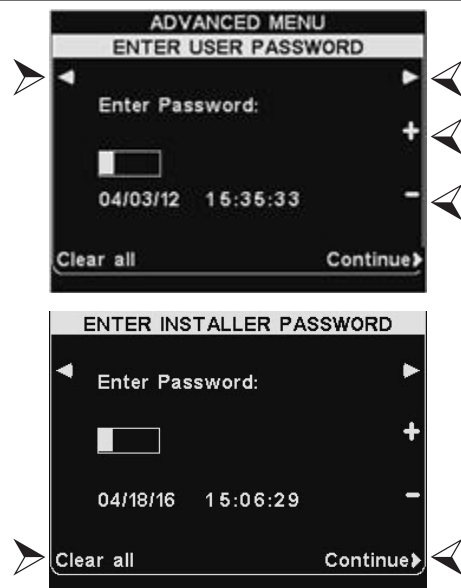 ADVANCED MENU
ENTER USER PASSWORD
Enter Password:
+
04/03/12 15:35:33 -
Clear all Continue
ENTER INSTALLER PASSWORD
Enter Password:
+
04/18/16 15:06:29 -
Clear all Continue